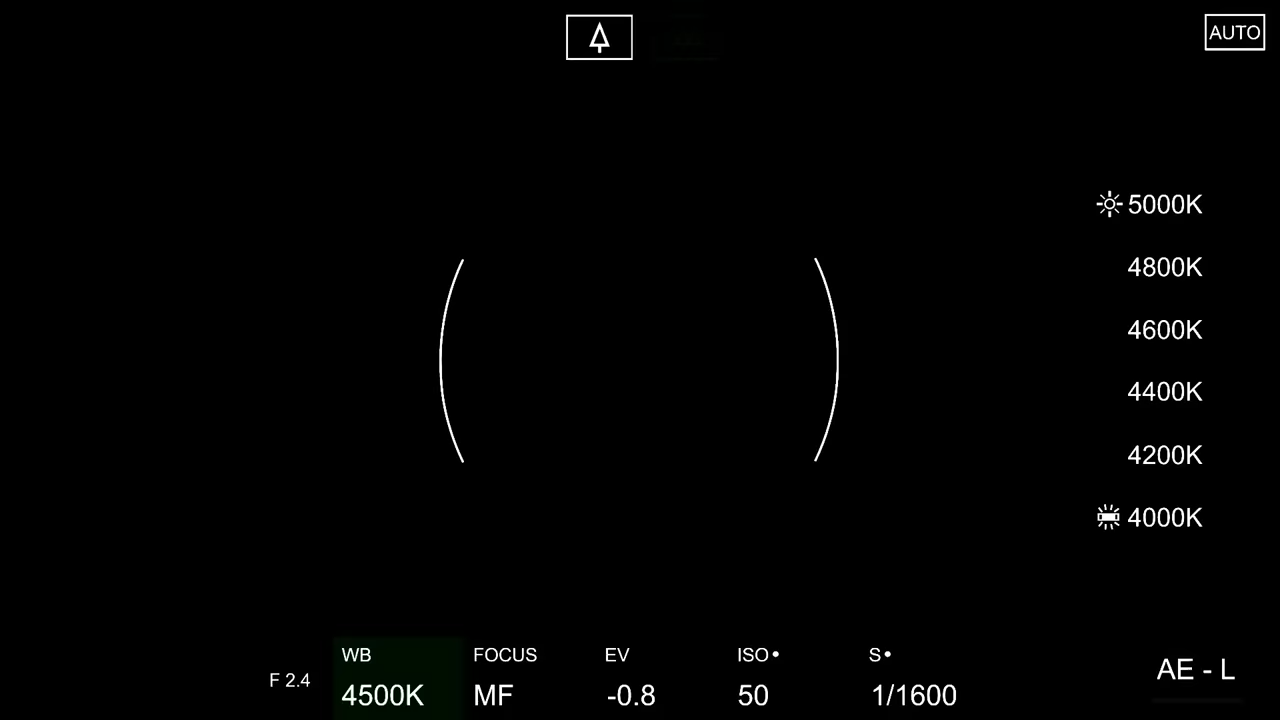 AUTO
5000K
4800K
4600K
4400K
4200K
4000K
WB FOCUS EV ISO• S•
F 2.4 4500K MF -0.8 50 1/1600
AE - L